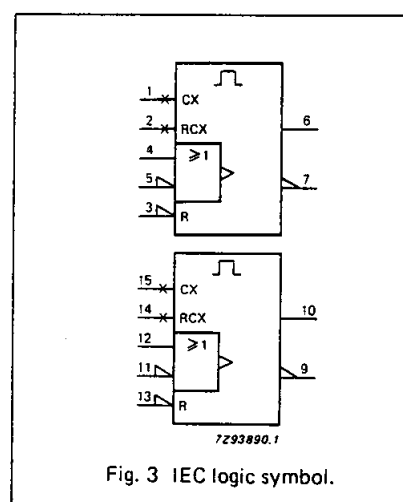 1 CX
2 RCX 6
4 ≥1
5 7
3 R
15 CX
14 RCX 10
12 ≥1
11 9
13 R
7Z93890.1
Fig. 3 IEC logic symbol.